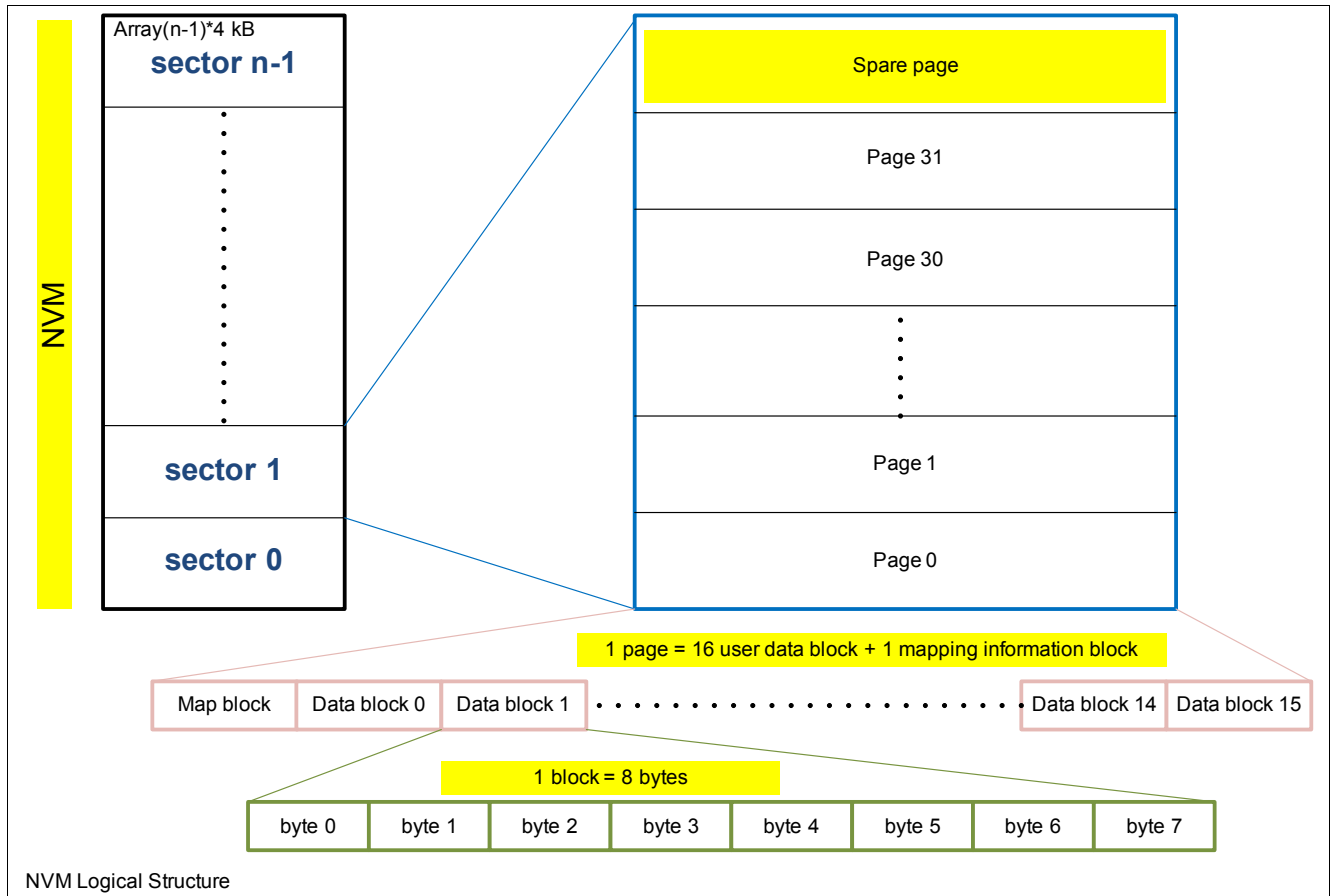 NVM
Array(n-1)*4 kB
sector n-1
sector 1
sector 0
Spare page
Page 31
Page 30
Page 1
Page 0
1 page = 16 user data block + 1 mapping information block
Map block
Data block 0
Data block 1
Data block 14
Data block 15
1 block = 8 bytes
byte 0
byte 1
byte 2
byte 3
byte 4
byte 5
byte 6
byte 7
NVM Logical Structure